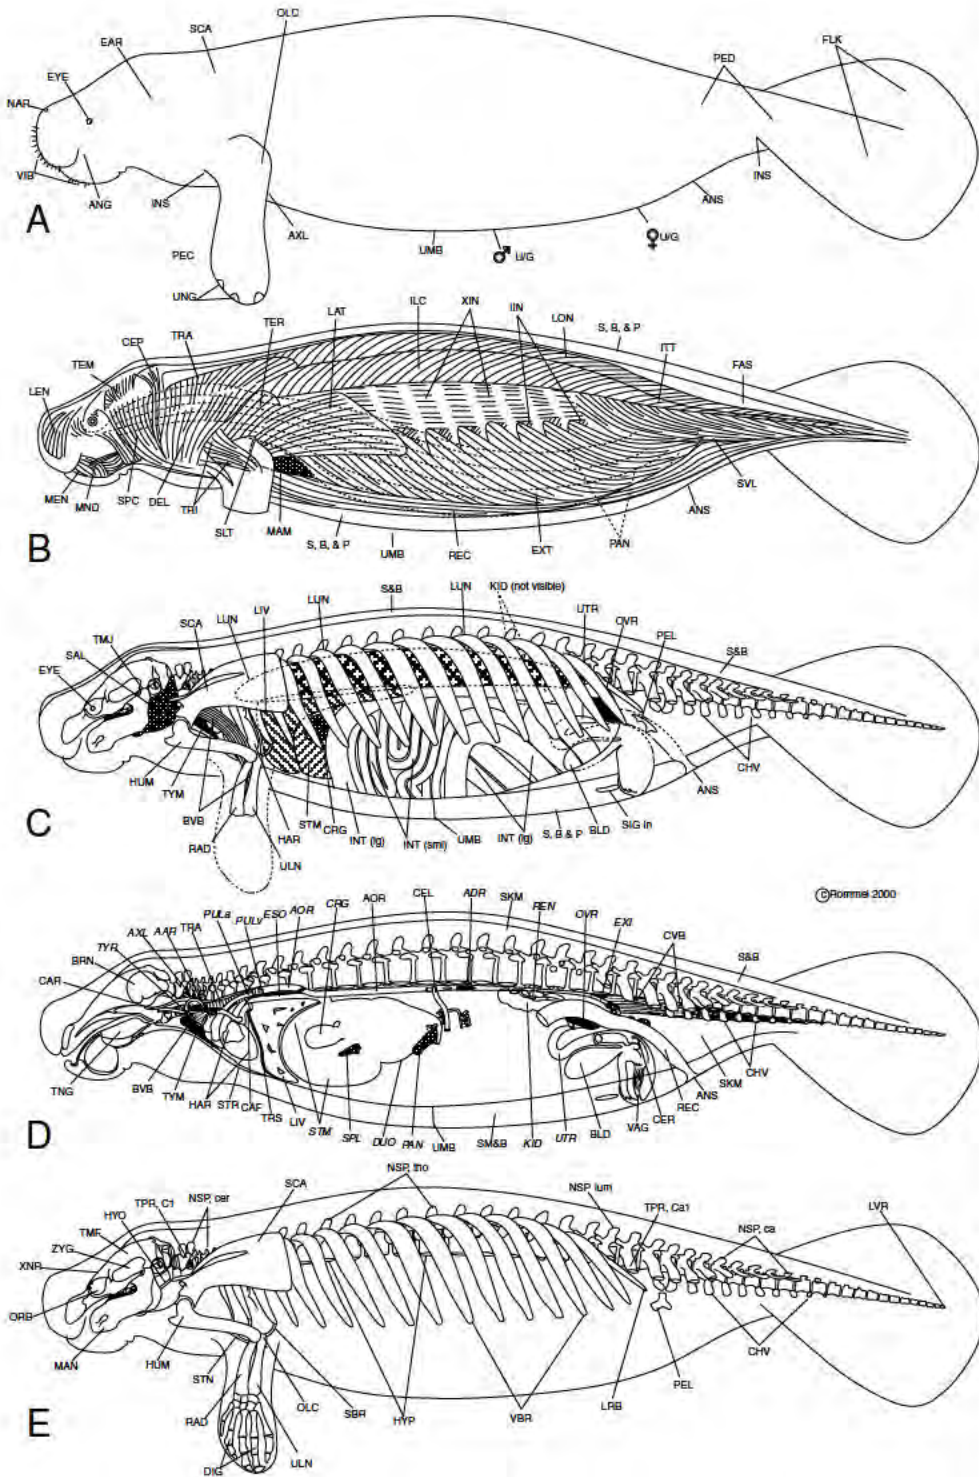 OLC
SCA
EAR
FLK
PED
EYE
NAR
VIB
ANG
INS
INS
ANS
AXL
UMB
♂ U/G
♀ U/G
PEC
UNG
A
ILC
XIN
IIN
LAT
LON
TER
S, B, & P
TRA
CEP
ITT
TEM
FAS
LEN
MEN
MND
SPC
DEL
TRI
SLT
MAM
S, B, & P
UMB
REC
EXT
PAN
ANS
SVL
B
S&B
LUN
KID (not visible)
LUN
LIV
UTR
OVR
LUN
SCA
PEL
TMJ
SAL
S&B
EYE
HUM
TYM
BVB
RAD
ULN
HAR
STM
CRG
INT (lg)
INT (sml)
UMB
INT (lg)
S, B & P
BLD
SIG in
ANS
CHV
C
©Rommel 2000
CEL
ADR
SKM
CRG
AOR
REN
AOR
ESO
PULv
PULa
OVR
EXI
TRA
AAR
AXL
CVB
TYR
S&B
BRN
CAR
TNG
BVB
TYM
HAR
STR
CAF
TRS
LIV
STM
SPL
DUO
PAN
UMB
SM&B
KID
UTR
BLD
VAG
CER
REC
ANS
SKM
CHV
D
NSP, tho
SCA
NSP lum
NSP, cer
TPR, C1
TPR, Ca1
LVR
HYO
NSP, ca
TMF
ZYG
XNR
ORB
MAN
HUM
STN
RAD
DIG
ULN
OLC
SBR
HYP
VBR
LRB
PEL
CHV
E